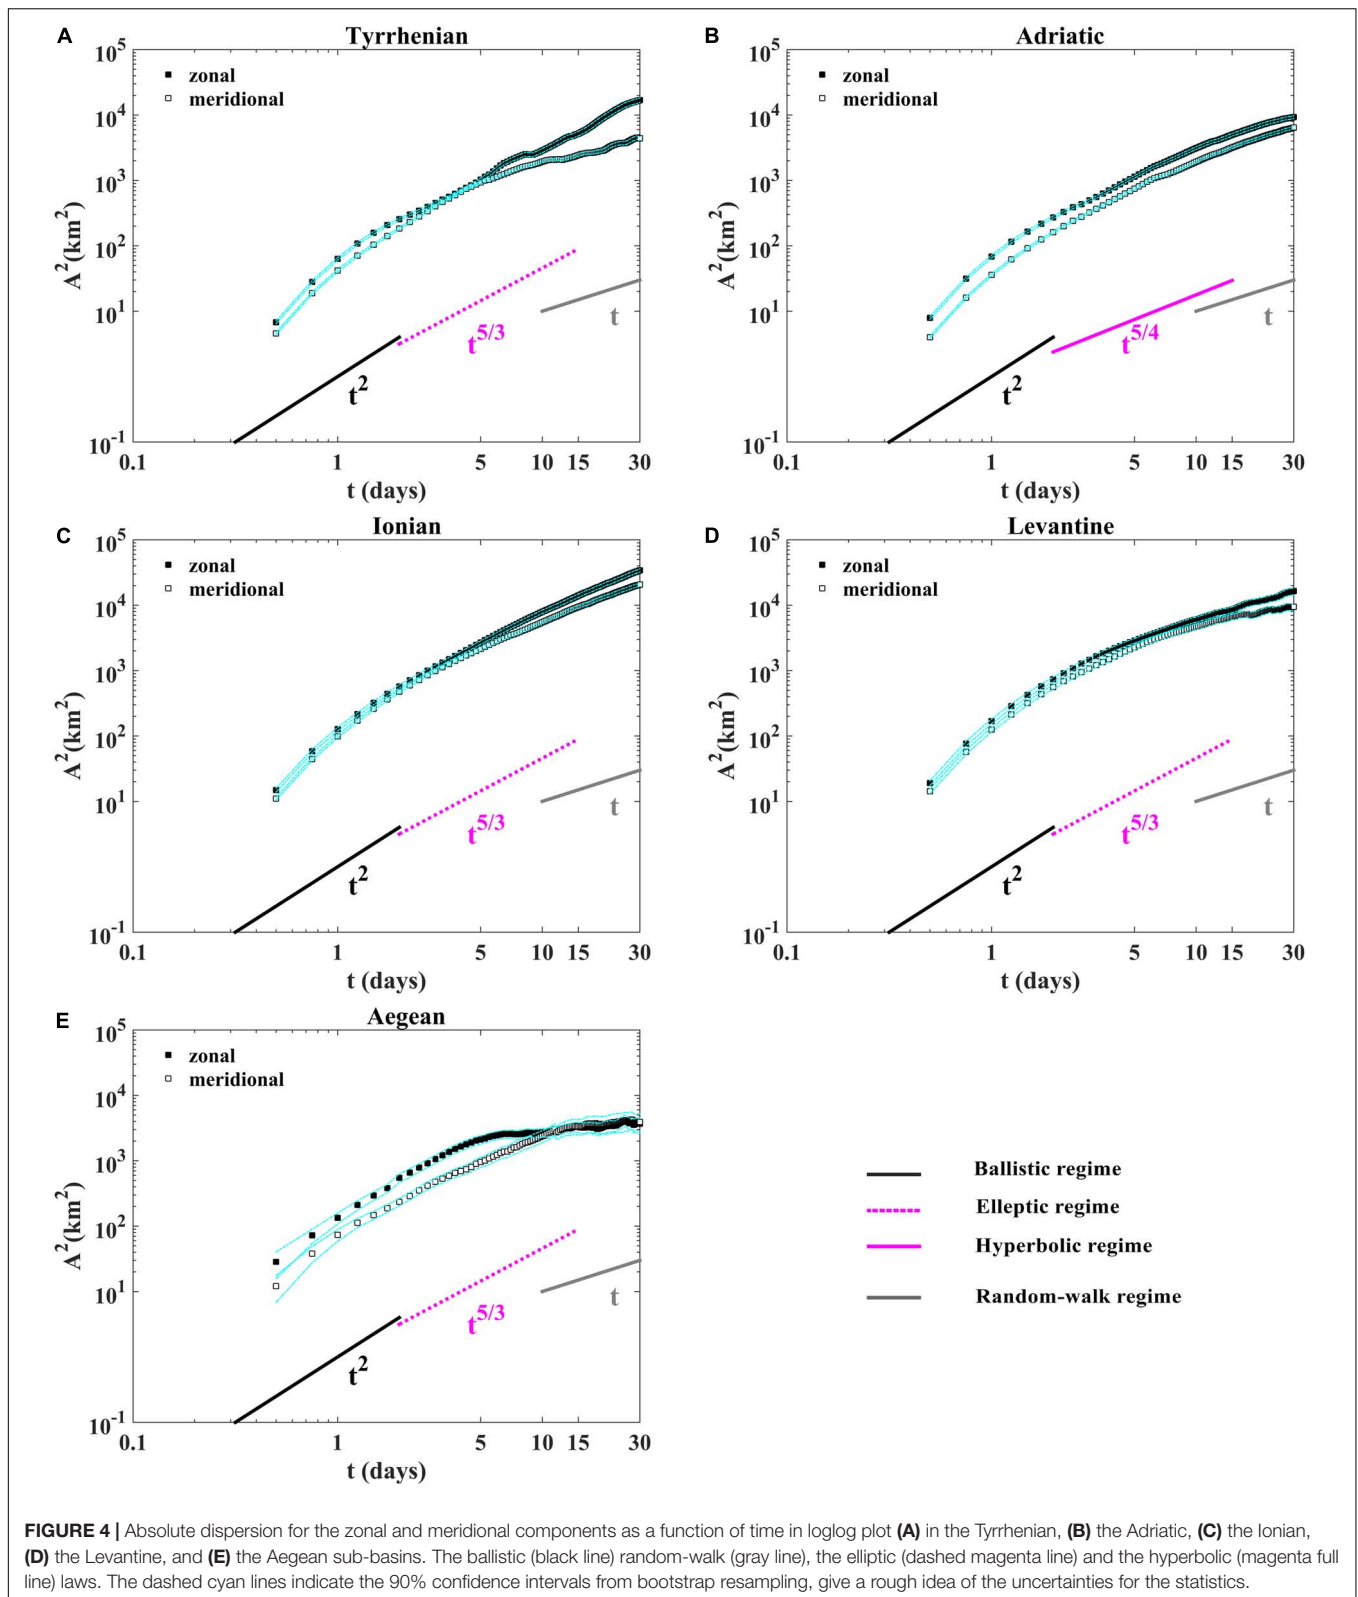 A
Tyrrhenian
10^5
zonal
meridional
10^4
10^3
A^2(km^2)
10^2
10^1
t
t^5/3
t^2
10^-1
0.1 1 5 10 15 30
t (days)
B
Adriatic
10^5
zonal
meridional
10^4
10^3
A^2(km^2)
10^2
10^1
t
t^5/4
t^2
10^-1
0.1 1 5 10 15 30
t (days)
C
Ionian
10^5
zonal
meridional
10^4
10^3
A^2(km^2)
10^2
10^1
t
t^5/3
t^2
10^-1
0.1 1 5 10 15 30
t (days)
D
Levantine
10^5
zonal
meridional
10^4
10^3
A^2(km^2)
10^2
10^1
t
t^5/3
t^2
10^-1
0.1 1 5 10 15 30
t (days)
E
Aegean
10^5
zonal
meridional
10^4
10^3
A^2(km^2)
10^2
10^1
t
t^5/3
t^2
10^-1
0.1 1 5 10 15 30
t (days)
Ballistic regime
Elleptic regime
Hyperbolic regime
Random-walk regime
FIGURE 4 | Absolute dispersion for the zonal and meridional components as a function of time in loglog plot (A) in the Tyrrhenian, (B) the Adriatic, (C) the Ionian,
(D) the Levantine, and (E) the Aegean sub-basins. The ballistic (black line) random-walk (gray line), the elliptic (dashed magenta line) and the hyperbolic (magenta full
line) laws. The dashed cyan lines indicate the 90% confidence intervals from bootstrap resampling, give a rough idea of the uncertainties for the statistics.